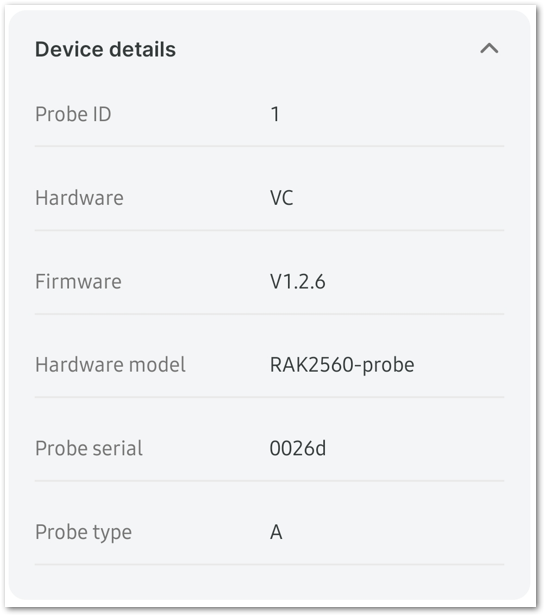 Device details
Probe ID 1
Hardware VC
Firmware V1.2.6
Hardware model RAK2560-probe
Probe serial 0026d
Probe type A